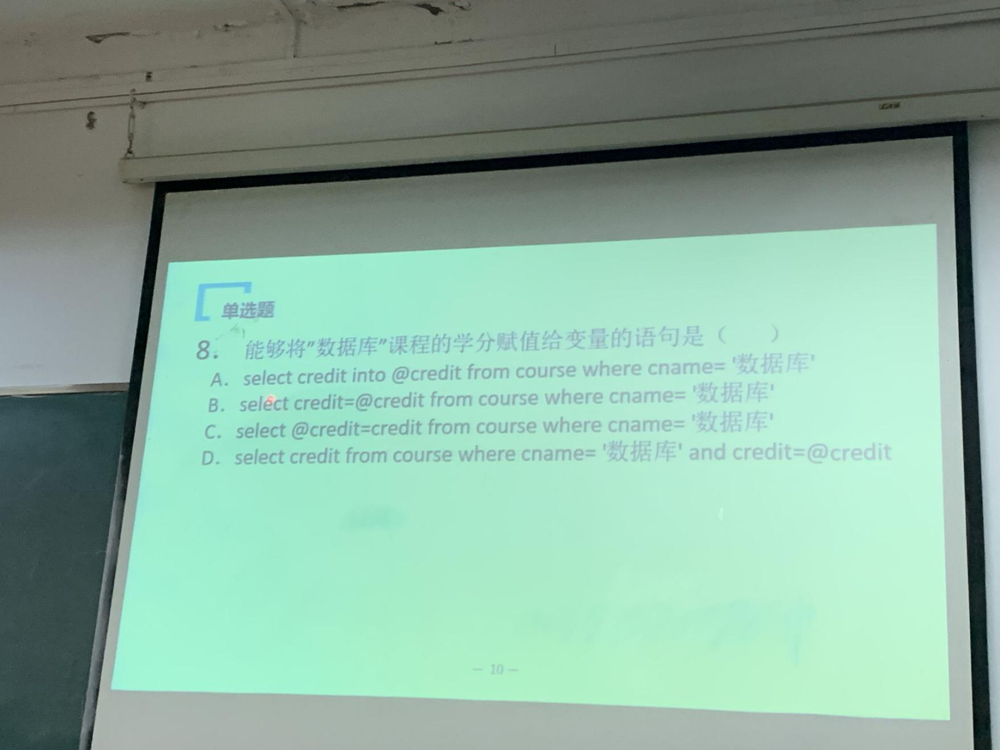 单选题
8. 能够将"数据库"课程的学分赋值给变量的语句是（ ）
A. select credit into @credit from course where cname= '数据库'
B. select credit=@credit from course where cname= '数据库'
C. select @credit=credit from course where cname= '数据库'
D. select credit from course where cname= '数据库' and credit=@credit
— 10 —